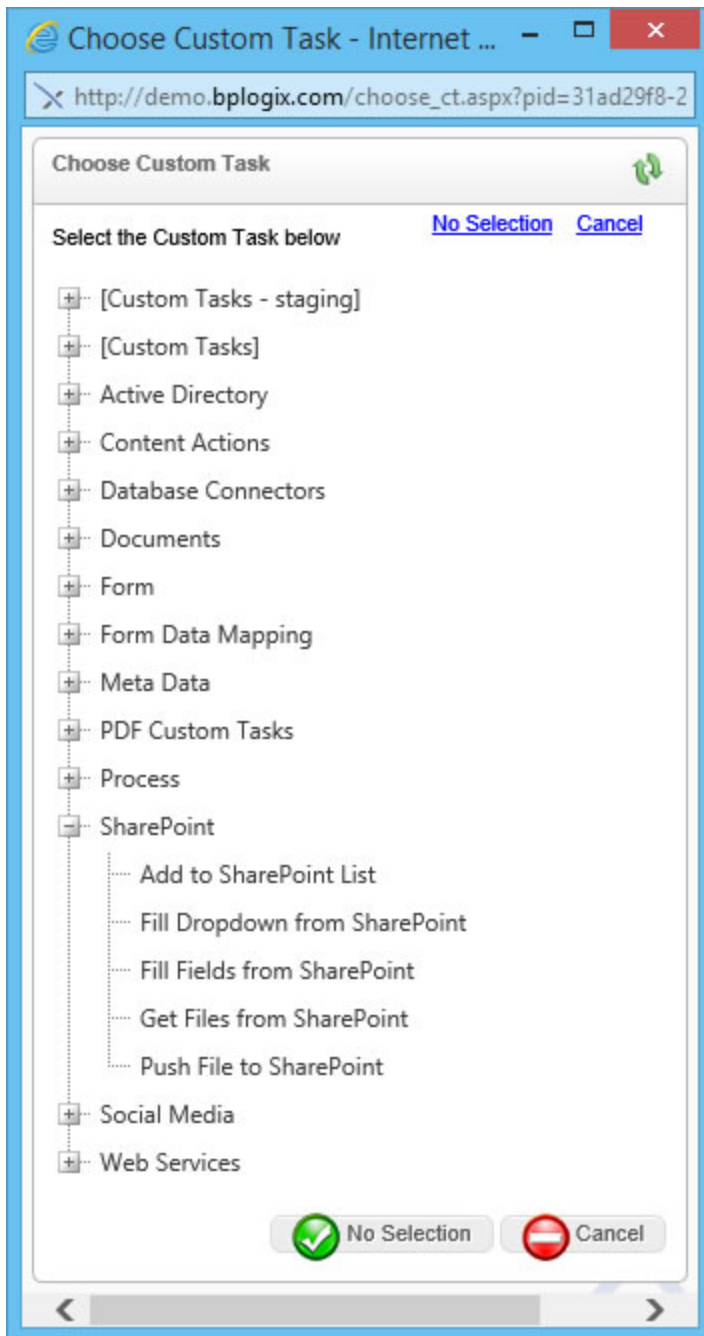 Choose Custom Task - Internet ...
http://demo.bplogix.com/choose_ct.aspx?pid=31ad29f8-2
Choose Custom Task
Select the Custom Task below No Selection Cancel
[Custom Tasks - staging]
[Custom Tasks]
Active Directory
Content Actions
Database Connectors
Documents
Form
Form Data Mapping
Meta Data
PDF Custom Tasks
Process
SharePoint
Add to SharePoint List
Fill Dropdown from SharePoint
Fill Fields from SharePoint
Get Files from SharePoint
Push File to SharePoint
Social Media
Web Services
No Selection Cancel